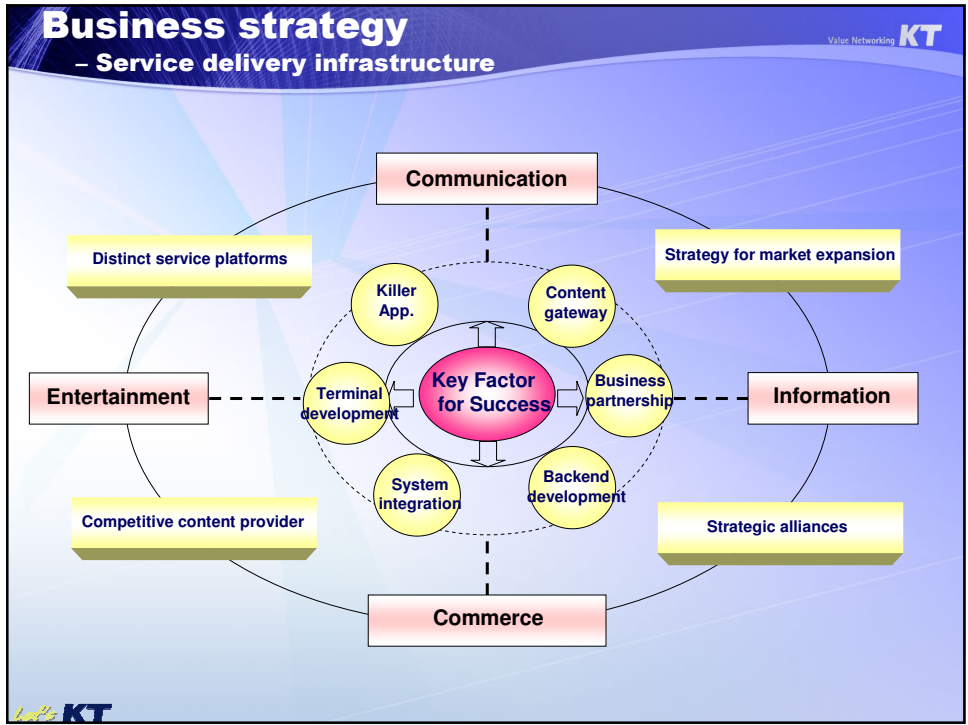 Business strategy
– Service delivery infrastructure
Value Networking KT
Communication
Distinct service platforms
Strategy for market expansion
Killer
App.
Content
gateway
Entertainment
Terminal
development
Key Factor
for Success
Business
partnership
Information
System
integration
Backend
development
Competitive content provider
Strategic alliances
Commerce
Let's KT